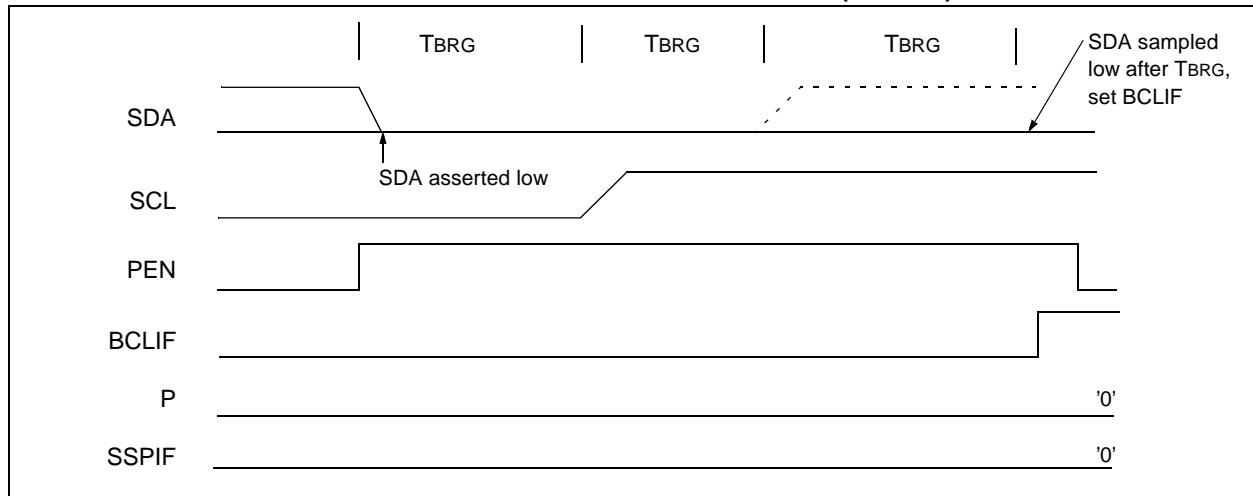 TBRG TBRG TBRG
SDA sampled
low after TBRG,
set BCLIF
SDA
SDA asserted low
SCL
PEN
BCLIF
P '0'
SSPIF '0'